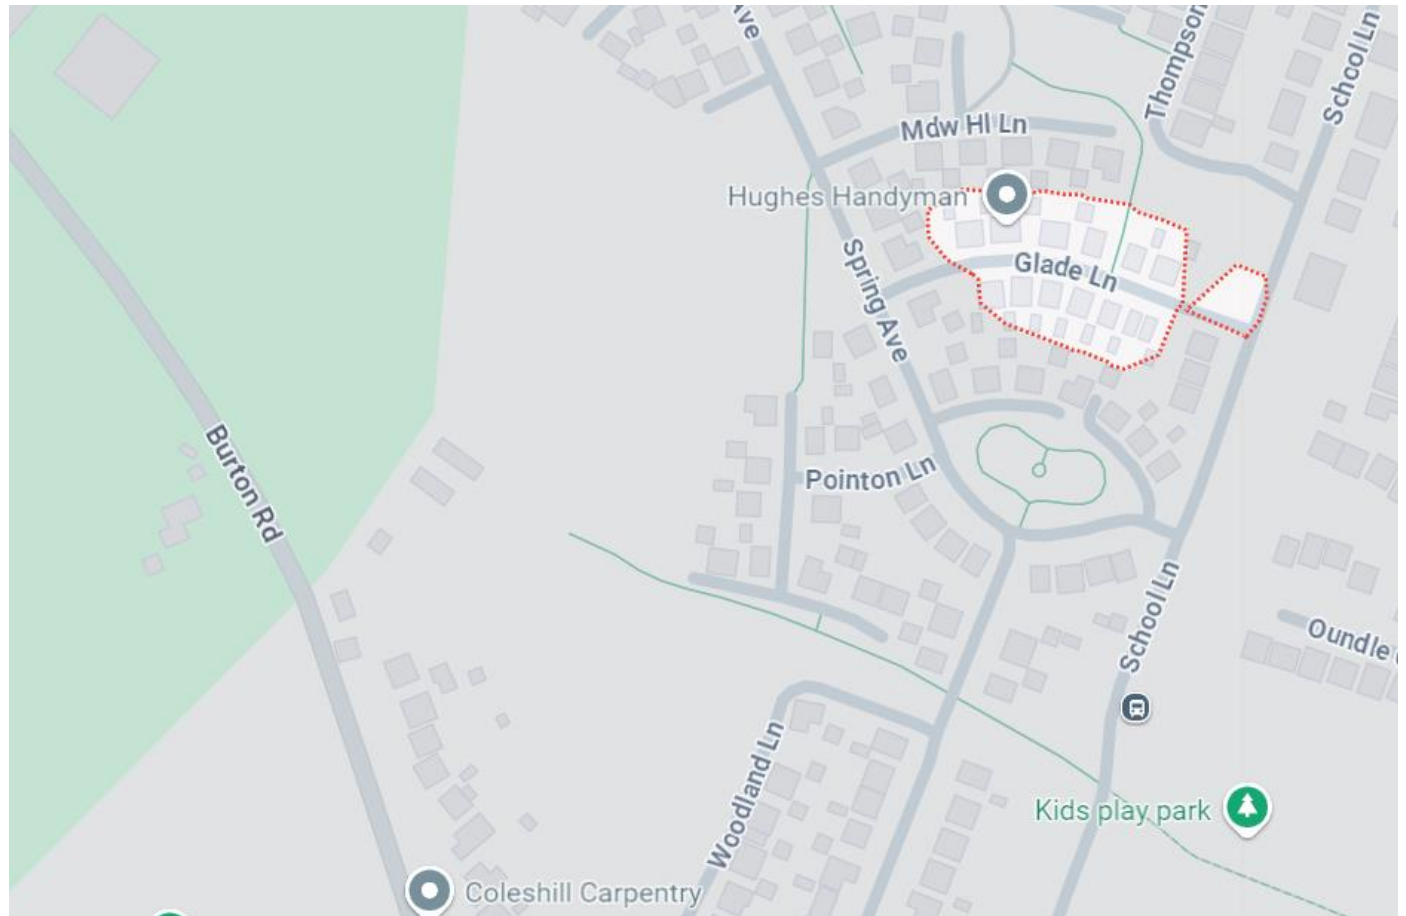 Ave
Thompson
School Ln
Mdw Hl Ln
Hughes Handyman
Glade Ln
Spring Ave
Burton Rd
Pointon Ln
School Ln
Oundle
Woodland Ln
Kids play park
Coleshill Carpentry